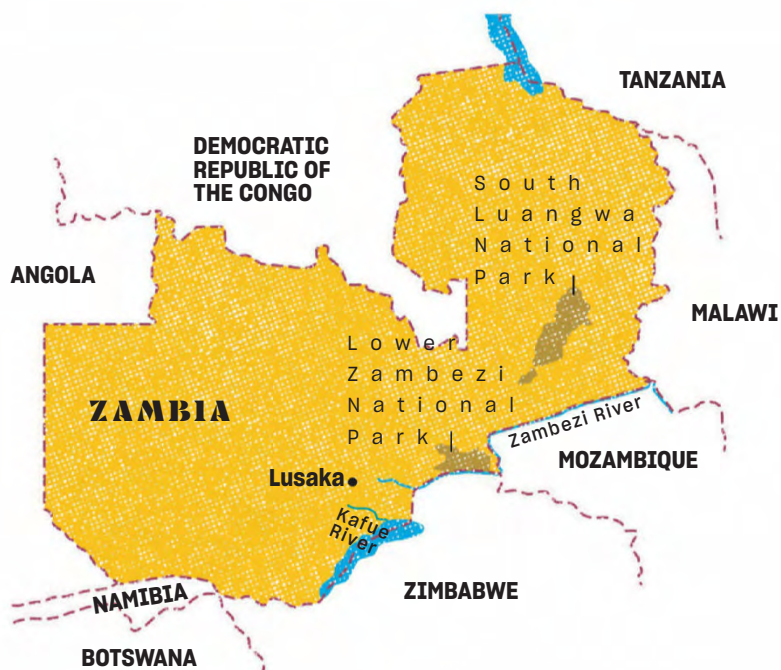 TANZANIA
DEMOCRATIC
REPUBLIC OF
THE CONGO
South
Luangwa
National
Park
ANGOLA
MALAWI
Lower
Zambezi
National
Park
ZAMBIA
Zambezi River
MOZAMBIQUE
Lusaka
Kafue
River
ZIMBABWE
NAMIBIA
BOTSWANA